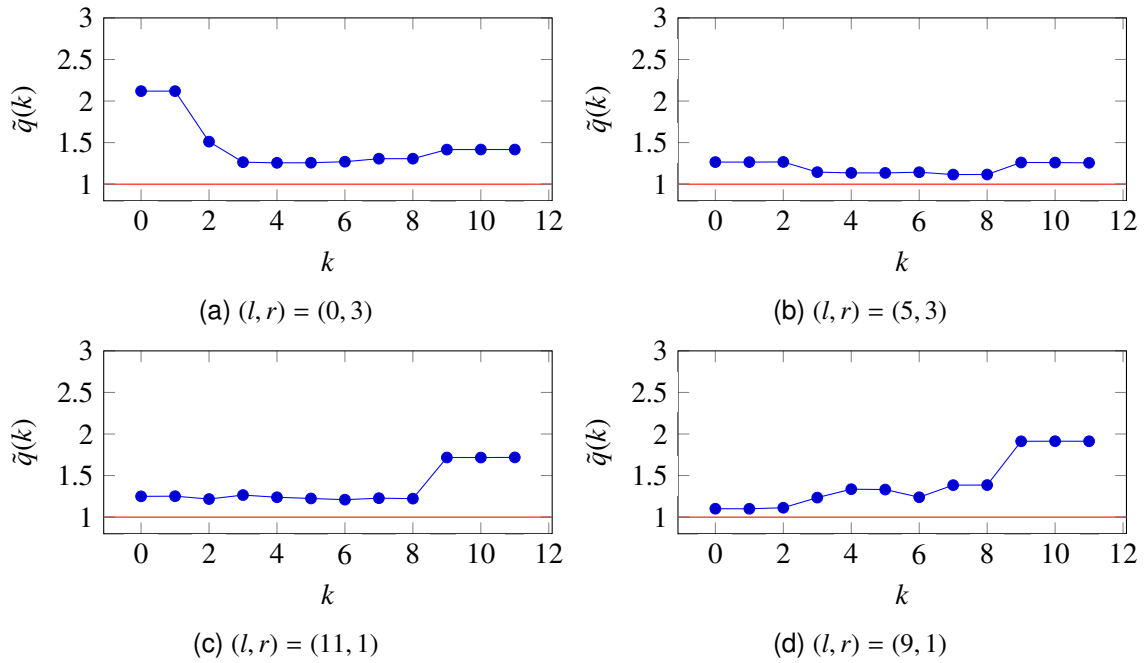 3
2.5
2
1.5
1
q̃(k)
0 2 4 6 8 10 12
k
(a) (l, r) = (0, 3)
3
2.5
2
1.5
1
q̃(k)
0 2 4 6 8 10 12
k
(b) (l, r) = (5, 3)
3
2.5
2
1.5
1
q̃(k)
0 2 4 6 8 10 12
k
(c) (l, r) = (11, 1)
3
2.5
2
1.5
1
q̃(k)
0 2 4 6 8 10 12
k
(d) (l, r) = (9, 1)